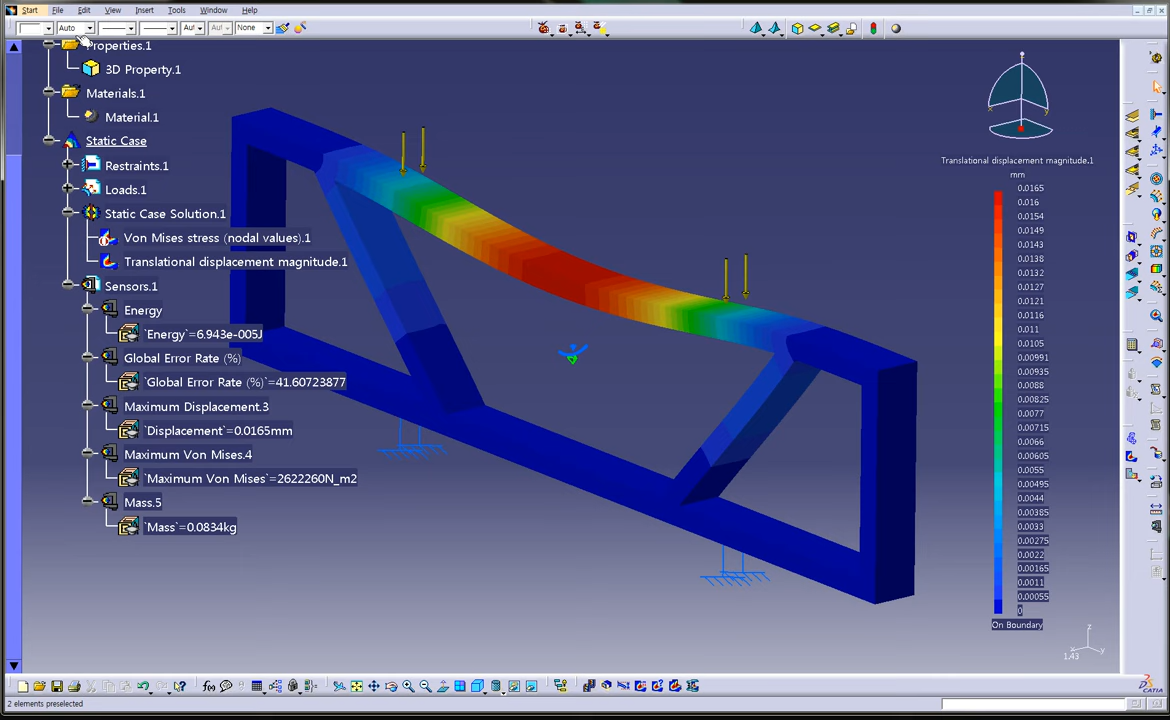 Start File Edit View Insert Tools Window Help
Auto Aut Aut None
Properties.1
3D Property.1
Materials.1
Material.1
Static Case
Restraints.1
Loads.1
Static Case Solution.1
Von Mises stress (nodal values).1
Translational displacement magnitude.1
Sensors.1
Energy
`Energy`=6.943e-005J
Global Error Rate (%)
`Global Error Rate (%)`=41.60723877
Maximum Displacement.3
`Displacement`=0.0165mm
Maximum Von Mises.4
`Maximum Von Mises`=2622260N_m2
Mass.5
`Mass`=0.0834kg
Translational displacement magnitude.1
mm
0.0165
0.016
0.0154
0.0149
0.0143
0.0138
0.0132
0.0127
0.0121
0.0116
0.011
0.0105
0.00991
0.00935
0.0088
0.00825
0.0077
0.00715
0.0066
0.00605
0.0055
0.00495
0.0044
0.00385
0.0033
0.00275
0.0022
0.00165
0.0011
0.00055
0
On Boundary
z
x
y
1.43
CATIA
2 elements preselected